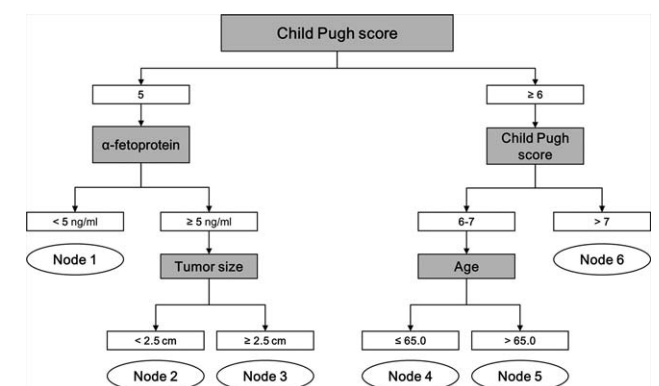 Child Pugh score
5
≥ 6
α-fetoprotein
Child Pugh
score
< 5 ng/ml
≥ 5 ng/ml
6-7
> 7
Node 1
Tumor size
Age
Node 6
< 2.5 cm
≥ 2.5 cm
≤ 65.0
> 65.0
Node 2
Node 3
Node 4
Node 5